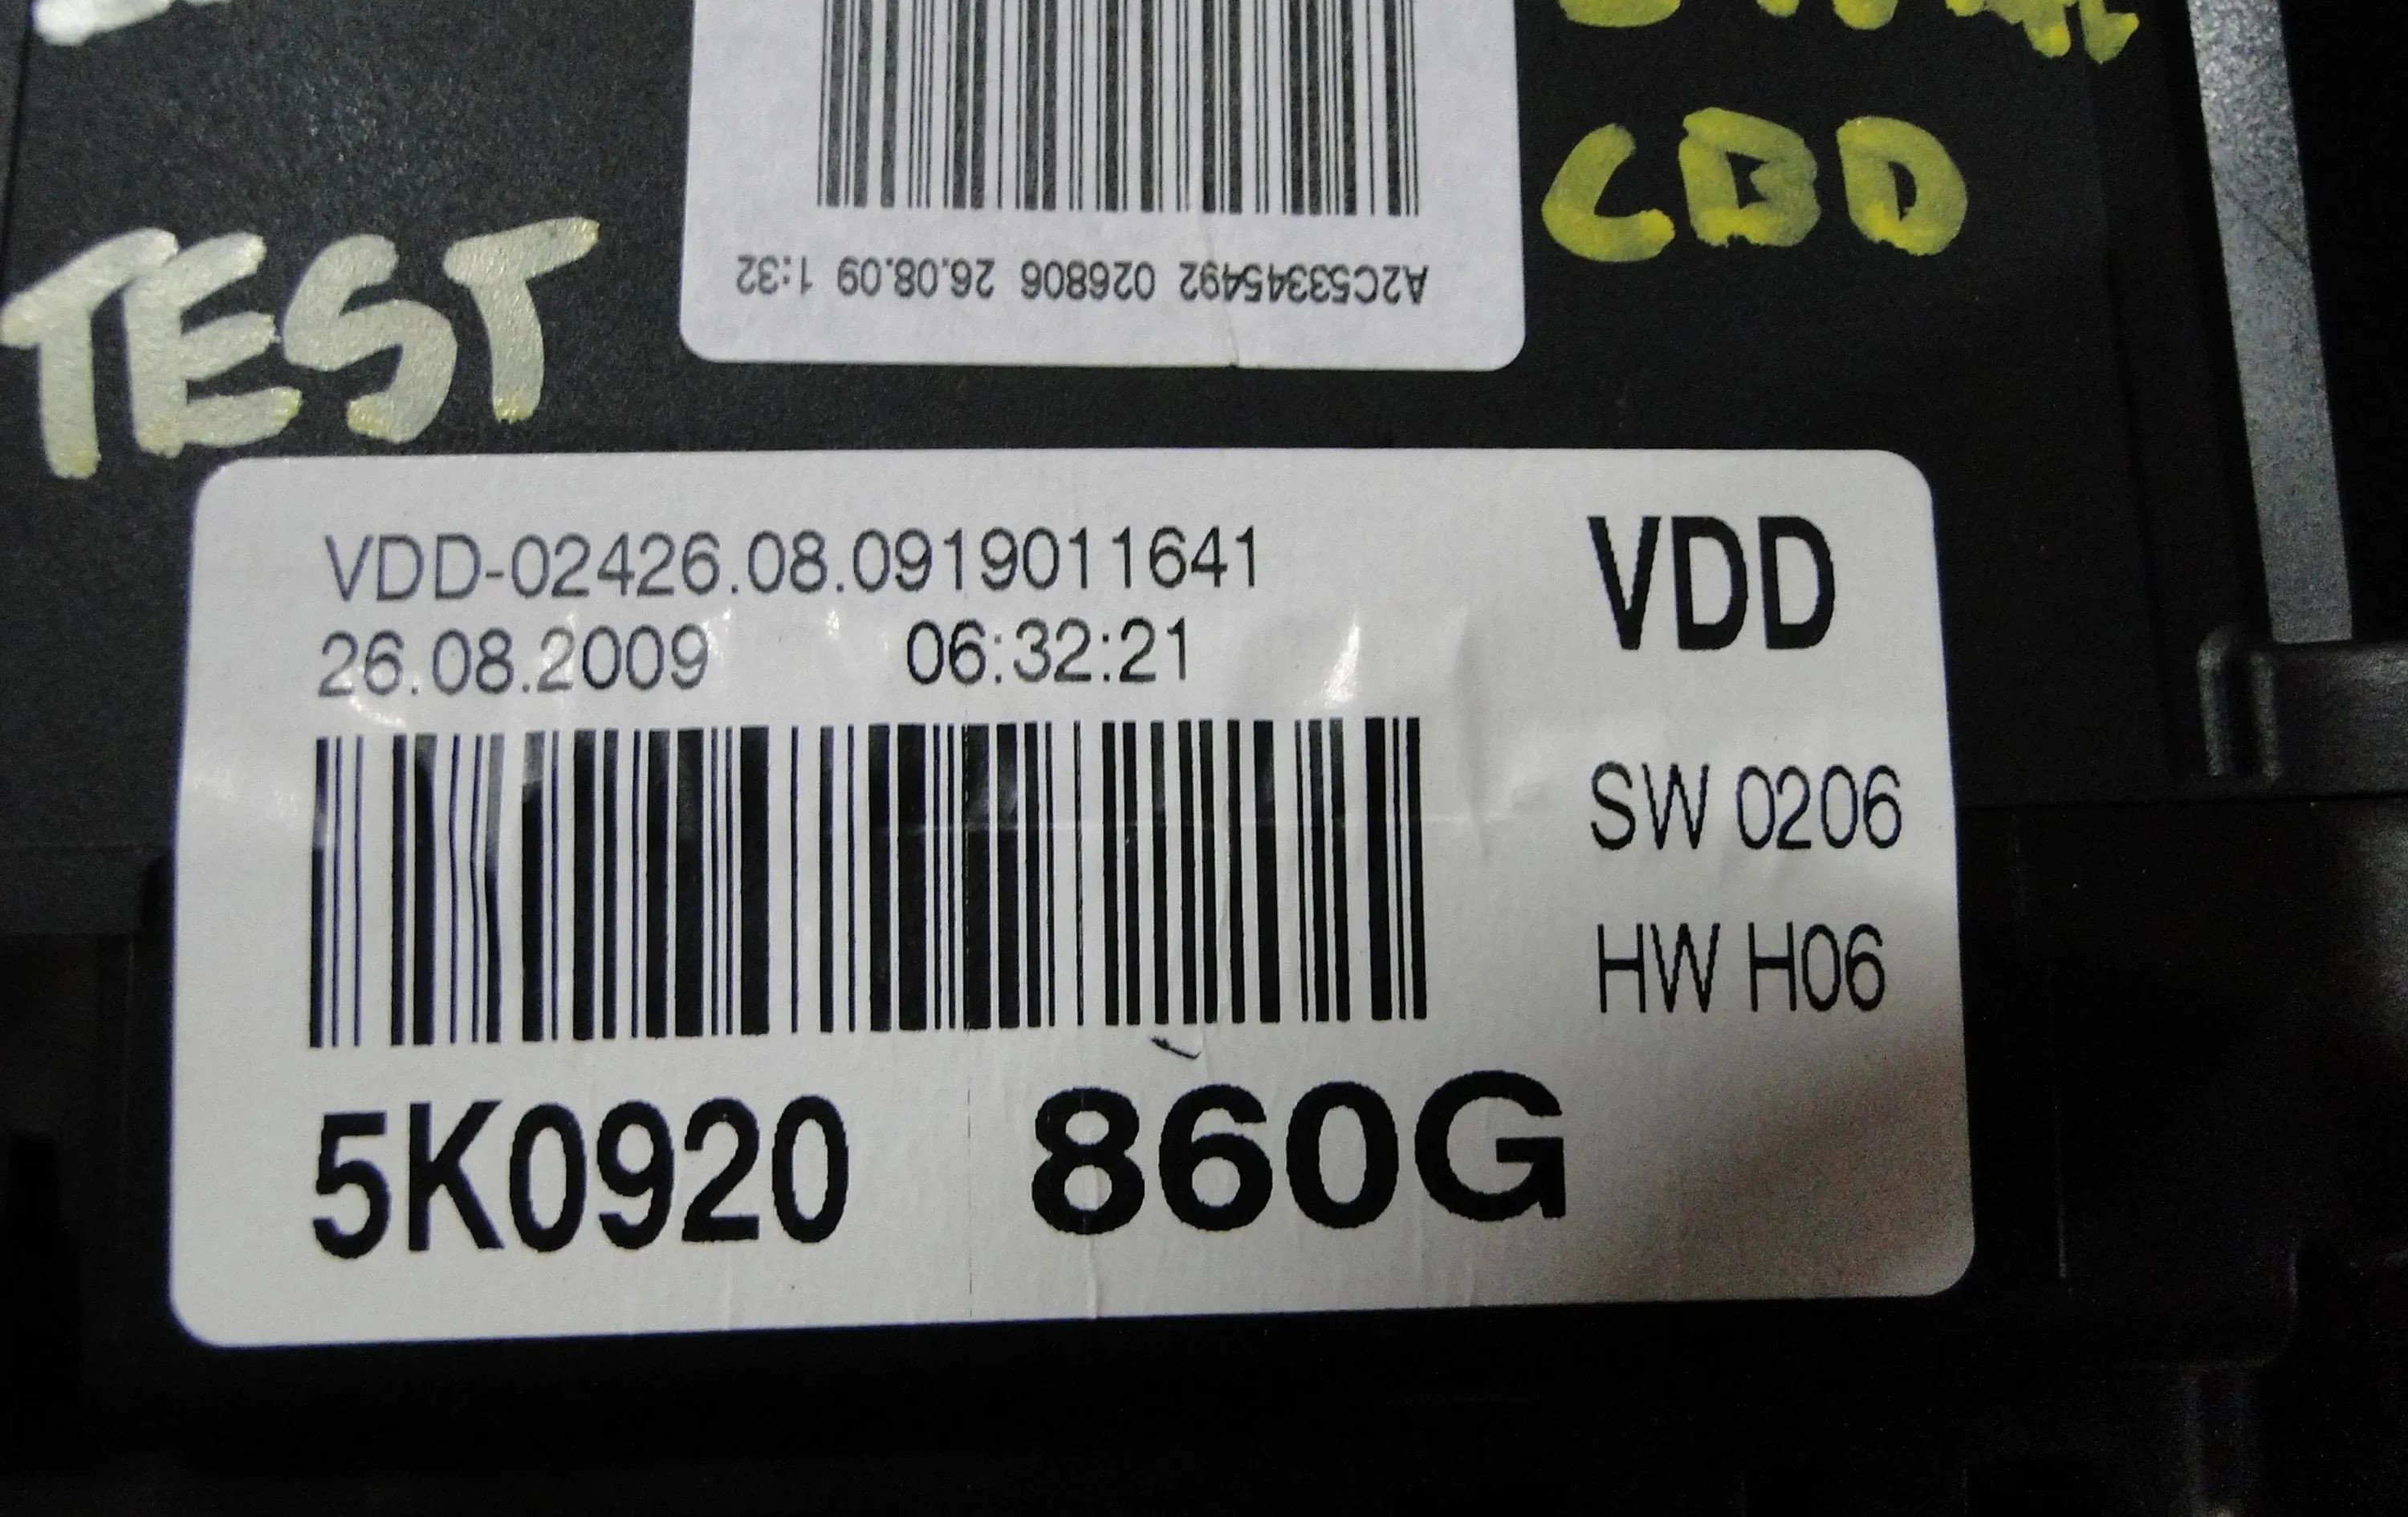 CBD
TEST
A2C53345492 026806 26.08.09 1:32
VDD-02426.08.0919011641
26.08.2009 06:32:21
VDD
SW 0206
HW H06
5K0920 860G